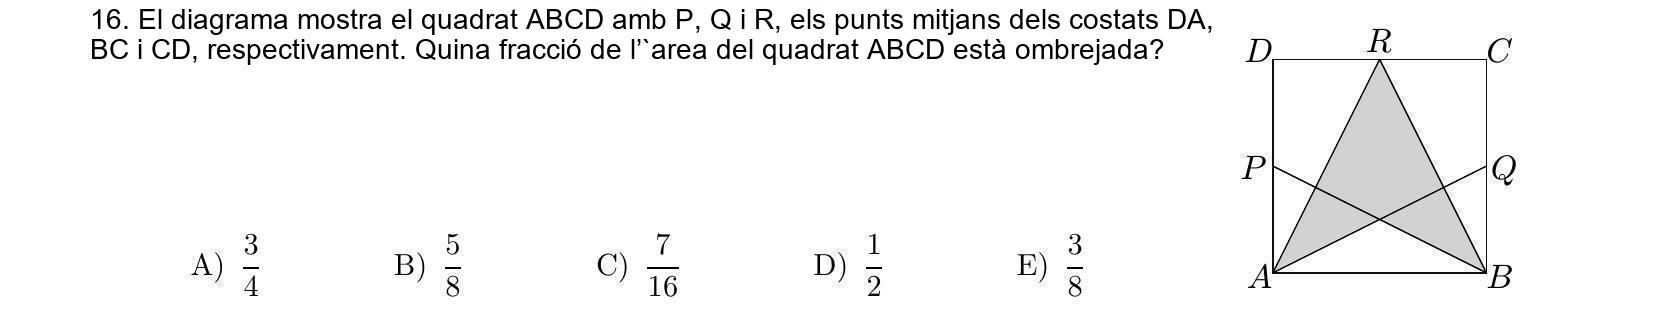 16. El diagrama mostra el quadrat ABCD amb P, Q i R, els punts mitjans dels costats DA,
BC i CD, respectivament. Quina fracció de l’`area del quadrat ABCD està ombrejada?
A) 3/4 B) 5/8 C) 7/16 D) 1/2 E) 3/8
D R C
P Q
A B